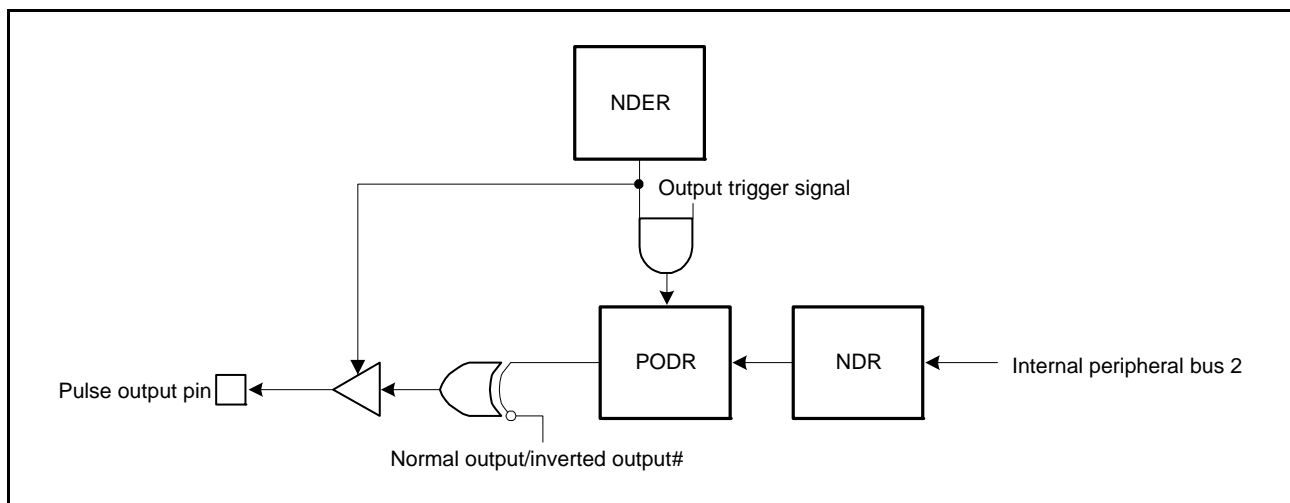 NDER
Output trigger signal
PODR
NDR
Internal peripheral bus 2
Pulse output pin
Normal output/inverted output#